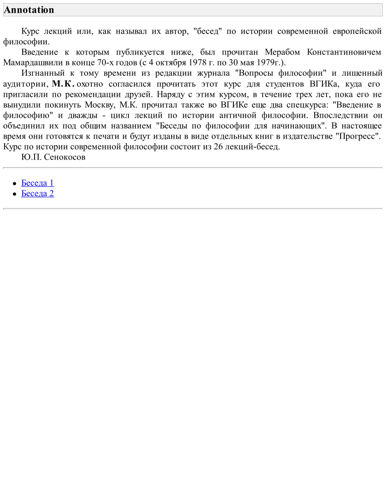 Annotation
Курс лекций или, как называл их автор, "бесед" по истории современной европейской
философии.
Введение к которым публикуется ниже, был прочитан Мерабом Константиновичем
Мамардашвили в конце 70-х годов (с 4 октября 1978 г. по 30 мая 1979г.).
Изгнанный к тому времени из редакции журнала "Вопросы философии" и лишенный
аудитории, М.К. охотно согласился прочитать этот курс для студентов ВГИКа, куда его
пригласили по рекомендации друзей. Наряду с этим курсом, в течение трех лет, пока его не
вынудили покинуть Москву, М.К. прочитал также во ВГИКе еще два спецкурса: "Введение в
философию" и дважды - цикл лекций по истории античной философии. Впоследствии он
объединил их под общим названием "Беседы по философии для начинающих". В настоящее
время они готовятся к печати и будут изданы в виде отдельных книг в издательстве "Прогресс".
Курс по истории современной философии состоит из 26 лекций-бесед.
Ю.П. Сенокосов
Беседа 1
Беседа 2